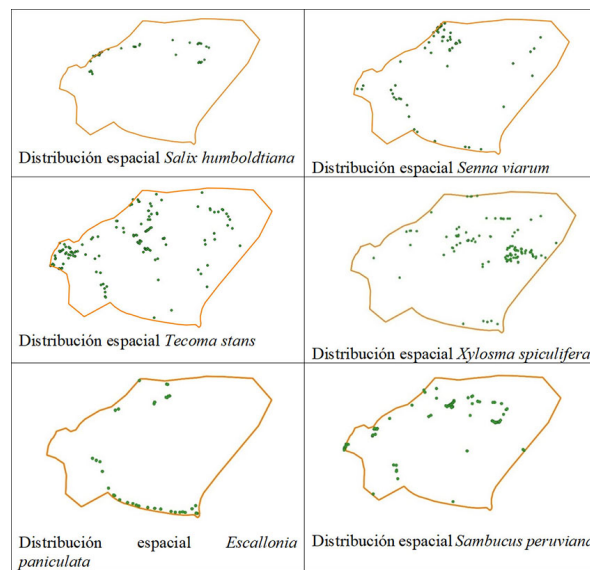 Distribución espacial Salix humboldtiana
Distribución espacial Senna viarum
Distribución espacial Tecoma stans
Distribución espacial Xylosma spiculifera
Distribución espacial Escallonia
paniculata
Distribución espacial Sambucus peruviana